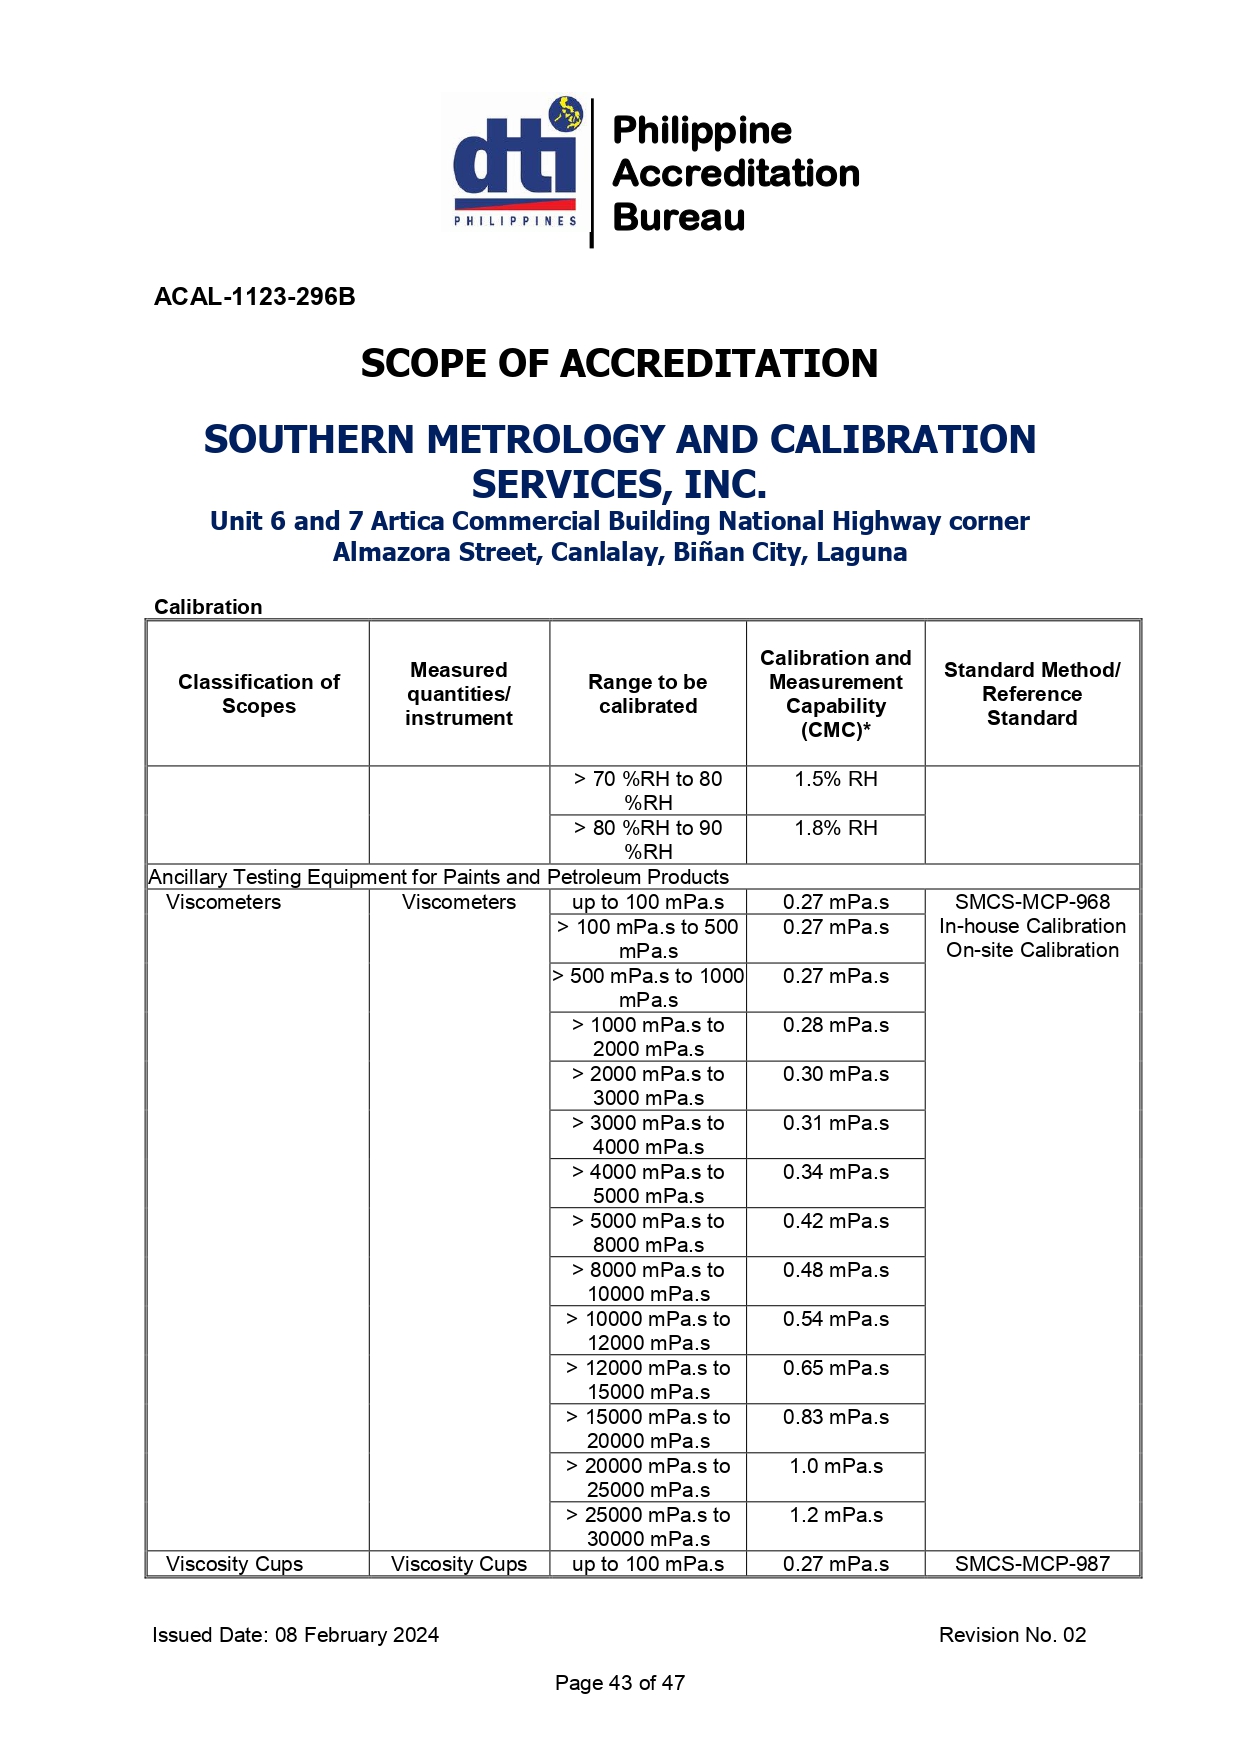 dti
PHILIPPINES
Philippine
Accreditation
Bureau
ACAL-1123-296B
SCOPE OF ACCREDITATION
SOUTHERN METROLOGY AND CALIBRATION
SERVICES, INC.
Unit 6 and 7 Artica Commercial Building National Highway corner
Almazora Street, Canlalay, Biñan City, Laguna
Calibration
Classification of
Scopes
Measured
quantities/
instrument
Range to be
calibrated
Calibration and
Measurement
Capability
(CMC)*
Standard Method/
Reference
Standard
> 70 %RH to 80
%RH
1.5% RH
> 80 %RH to 90
%RH
1.8% RH
Ancillary Testing Equipment for Paints and Petroleum Products
Viscometers
Viscometers
up to 100 mPa.s
0.27 mPa.s
SMCS-MCP-968
In-house Calibration
On-site Calibration
> 100 mPa.s to 500
mPa.s
0.27 mPa.s
> 500 mPa.s to 1000
mPa.s
0.27 mPa.s
> 1000 mPa.s to
2000 mPa.s
0.28 mPa.s
> 2000 mPa.s to
3000 mPa.s
0.30 mPa.s
> 3000 mPa.s to
4000 mPa.s
0.31 mPa.s
> 4000 mPa.s to
5000 mPa.s
0.34 mPa.s
> 5000 mPa.s to
8000 mPa.s
0.42 mPa.s
> 8000 mPa.s to
10000 mPa.s
0.48 mPa.s
> 10000 mPa.s to
12000 mPa.s
0.54 mPa.s
> 12000 mPa.s to
15000 mPa.s
0.65 mPa.s
> 15000 mPa.s to
20000 mPa.s
0.83 mPa.s
> 20000 mPa.s to
25000 mPa.s
1.0 mPa.s
> 25000 mPa.s to
30000 mPa.s
1.2 mPa.s
Viscosity Cups
Viscosity Cups
up to 100 mPa.s
0.27 mPa.s
SMCS-MCP-987
Issued Date: 08 February 2024
Revision No. 02
Page 43 of 47